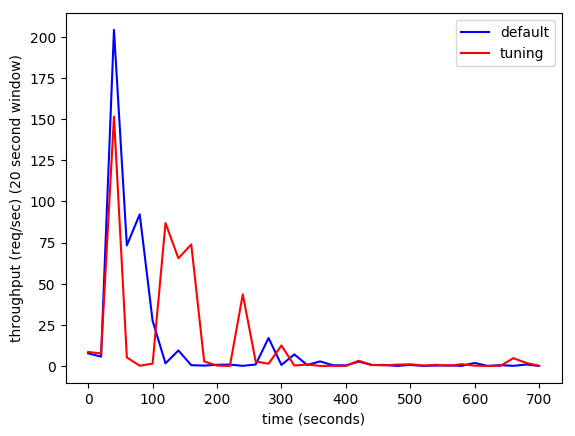 default
tuning
throughput (req/sec) (20 second window)
200
175
150
125
100
75
50
25
0
0 100 200 300 400 500 600 700
time (seconds)